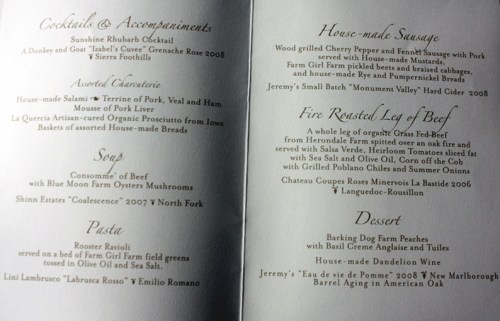 Cocktails & Accompaniments
Sunshine Rhubarb Cocktail
A Donkey and Goat "Isabel's Cuvee" Grenache Rose 2008
Sierra Foothills
Assorted Charcuterie
House-made Salami Terrine of Pork, Veal and Ham
Mousse of Pork Liver
La Quercia Artisan-cured Organic Prosciutto from Iowa
Baskets of assorted House-made Breads
Soup
Consomme' of Beef
with Blue Moon Farm Oysters Mushrooms
Shinn Estates "Coalescence" 2007 North Fork
Pasta
Rooster Ravioli
served on a bed of Farm Girl Farm field greens
tossed in Olive Oil and Sea Salt.
Lini Lambrusco "Labrusca Rosso" Emilio Romano
House-made Sausage
Wood grilled Cherry Pepper and Fennel Sausage with Pork
served with House-made Mustards,
Farm Girl Farm pickled beets and braised cabbages,
and house-made Rye and Pumpernickel Breads
Jeremy's Small Batch "Monument Valley" Hard Cider 2008
Fire Roasted Leg of Beef
A whole leg of organic Grass Fed Beef
from Herondale Farm spitted over an oak fire and
served with Salsa Verde, Heirloom Tomatoes sliced fat
with Sea Salt and Olive Oil, Corn off the Cob
with Grilled Poblano Chiles and Summer Onions
Chateau Coupes Roses Minervois La Bastide 2006
Languedoc-Rousillon
Dessert
Barking Dog Farm Peaches
with Basil Creme Anglaise and Tuiles
House-made Dandelion Wine
Jeremy's "Eau de vie de Pomme" 2008 New Marlborough
Barrel Aging in American Oak